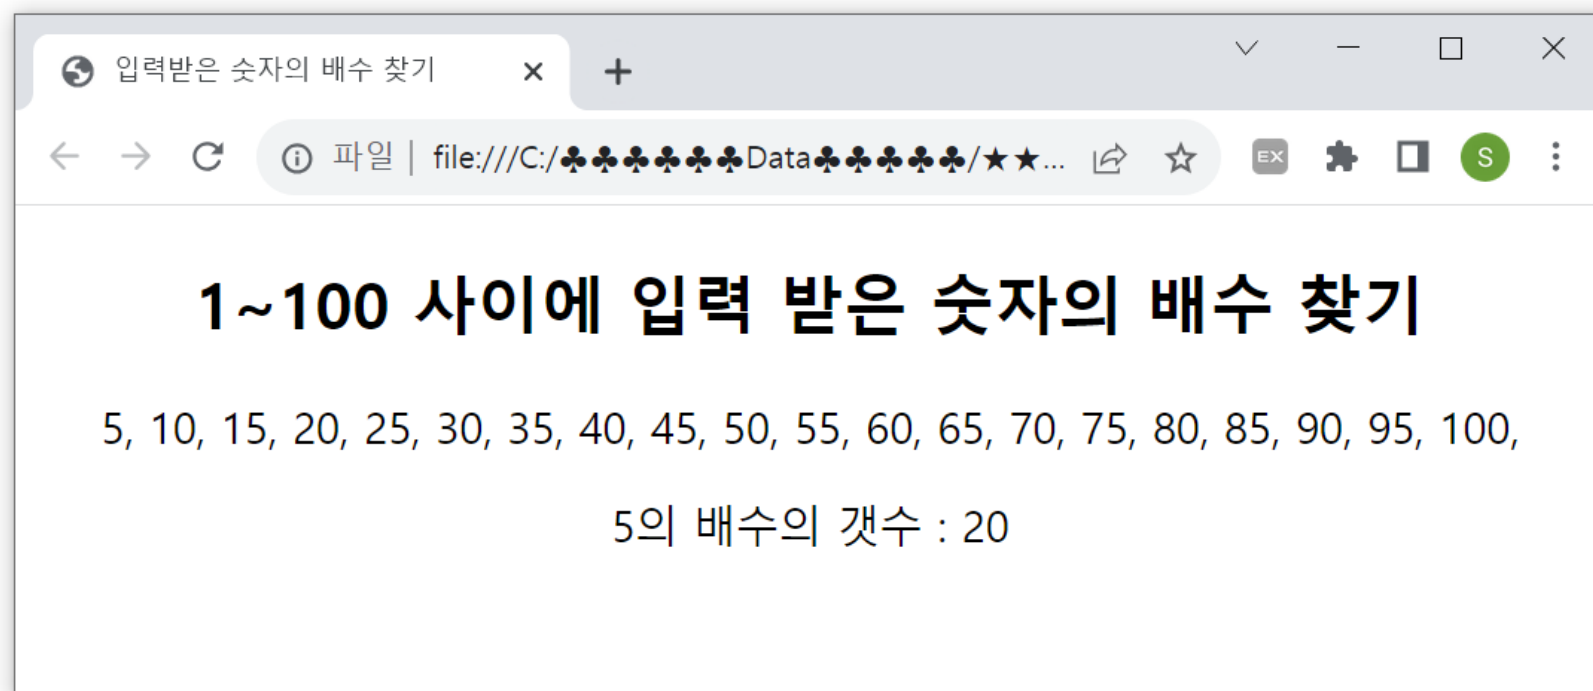 입력받은 숫자의 배수 찾기
파일 | file:///C:/♣♣♣♣♣♣Data♣♣♣♣♣/★★...
EX
S
1~100 사이에 입력 받은 숫자의 배수 찾기
5, 10, 15, 20, 25, 30, 35, 40, 45, 50, 55, 60, 65, 70, 75, 80, 85, 90, 95, 100,
5의 배수의 갯수 : 20